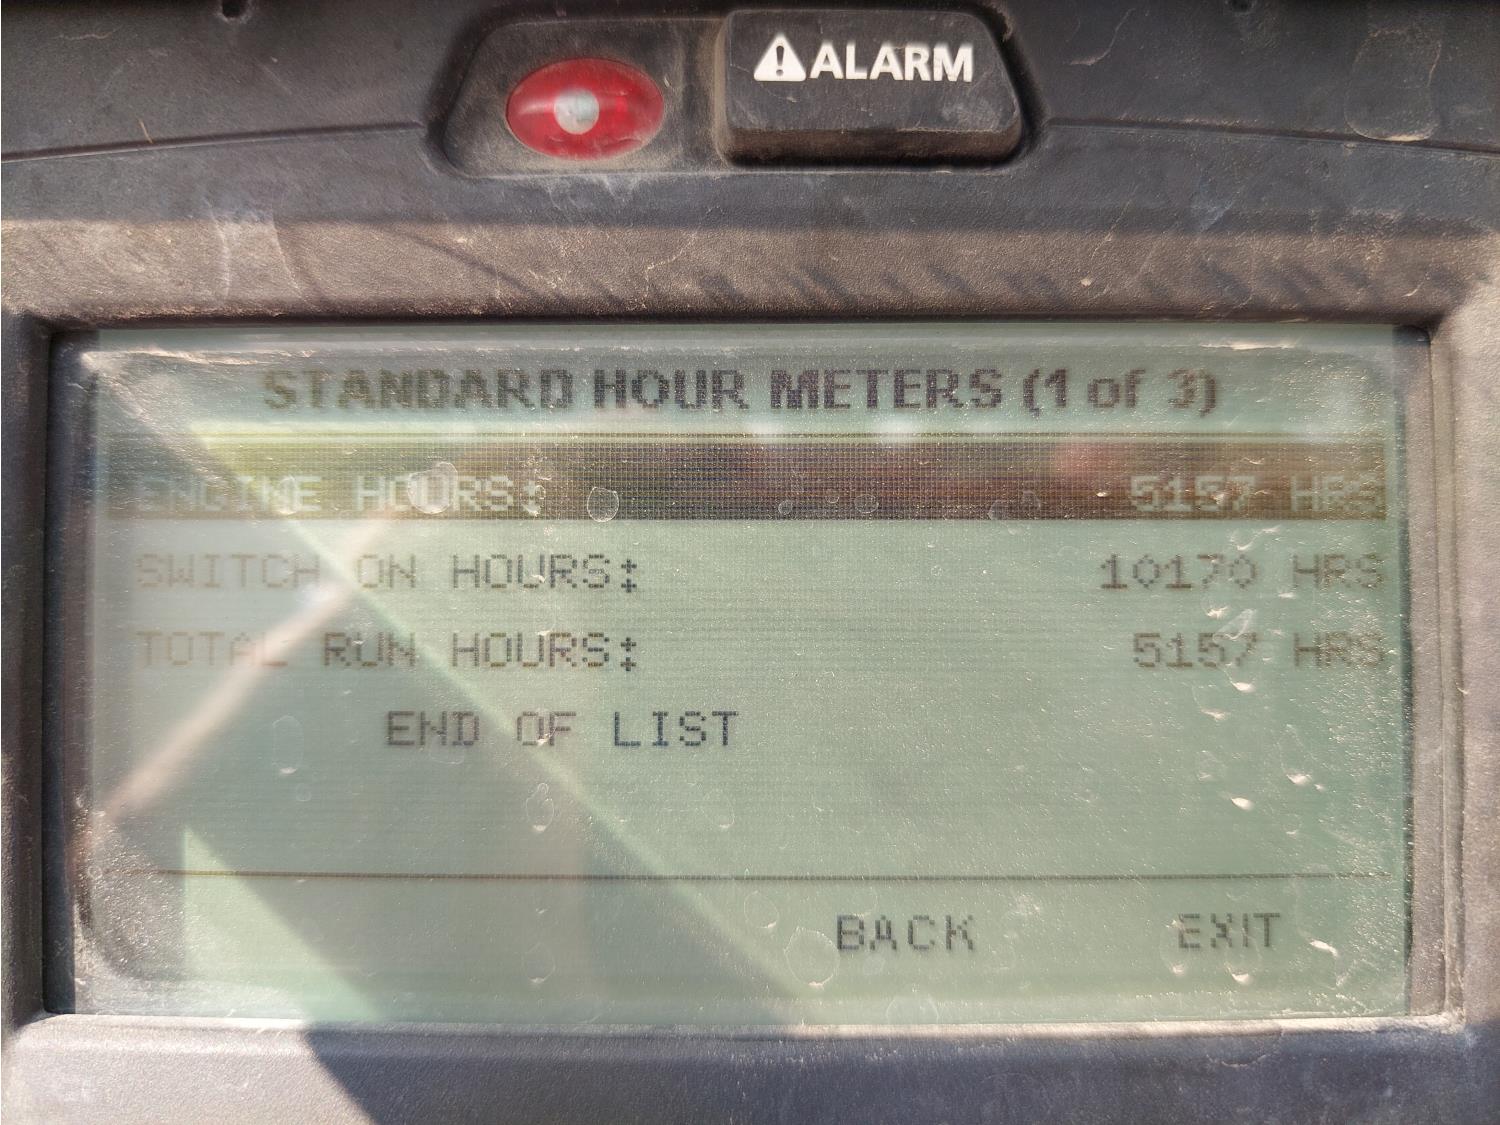 ⚠ALARM
STANDARD HOUR METERS (1 of 3)
ENGINE HOURS: 5157 HRS
SWITCH ON HOURS: 10170 HRS
TOTAL RUN HOURS: 5157 HRS
END OF LIST
BACK EXIT